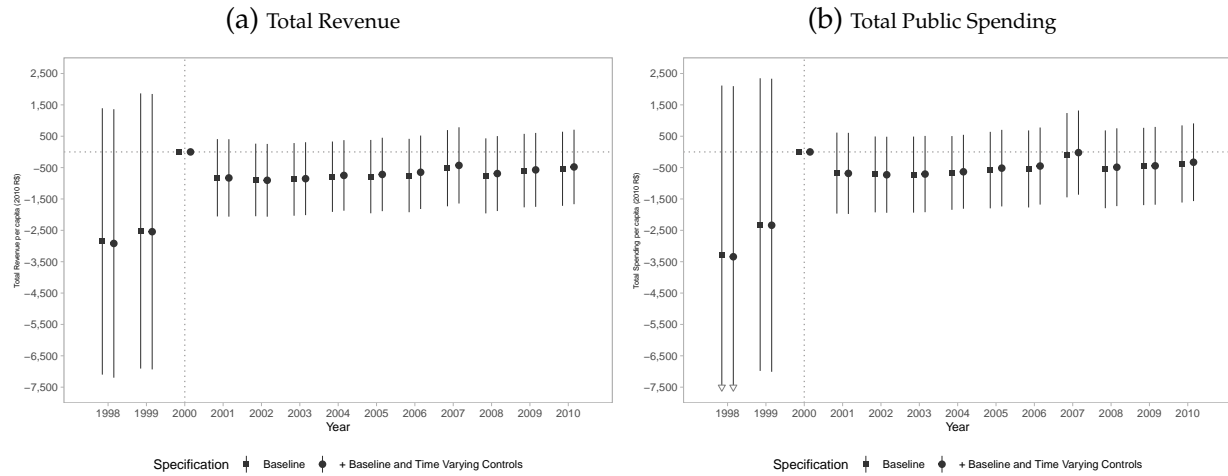 (a) Total Revenue
2,500
1,500
500
−500
−1,500
−2,500
−3,500
−4,500
−5,500
−6,500
−7,500
Total Revenue per capita (2010 R$)
1998 1999 2000 2001 2002 2003 2004 2005 2006 2007 2008 2009 2010
Year
Specification Baseline + Baseline and Time Varying Controls
(b) Total Public Spending
2,500
1,500
500
−500
−1,500
−2,500
−3,500
−4,500
−5,500
−6,500
−7,500
Total Spending per capita (2010 R$)
1998 1999 2000 2001 2002 2003 2004 2005 2006 2007 2008 2009 2010
Year
Specification Baseline + Baseline and Time Varying Controls